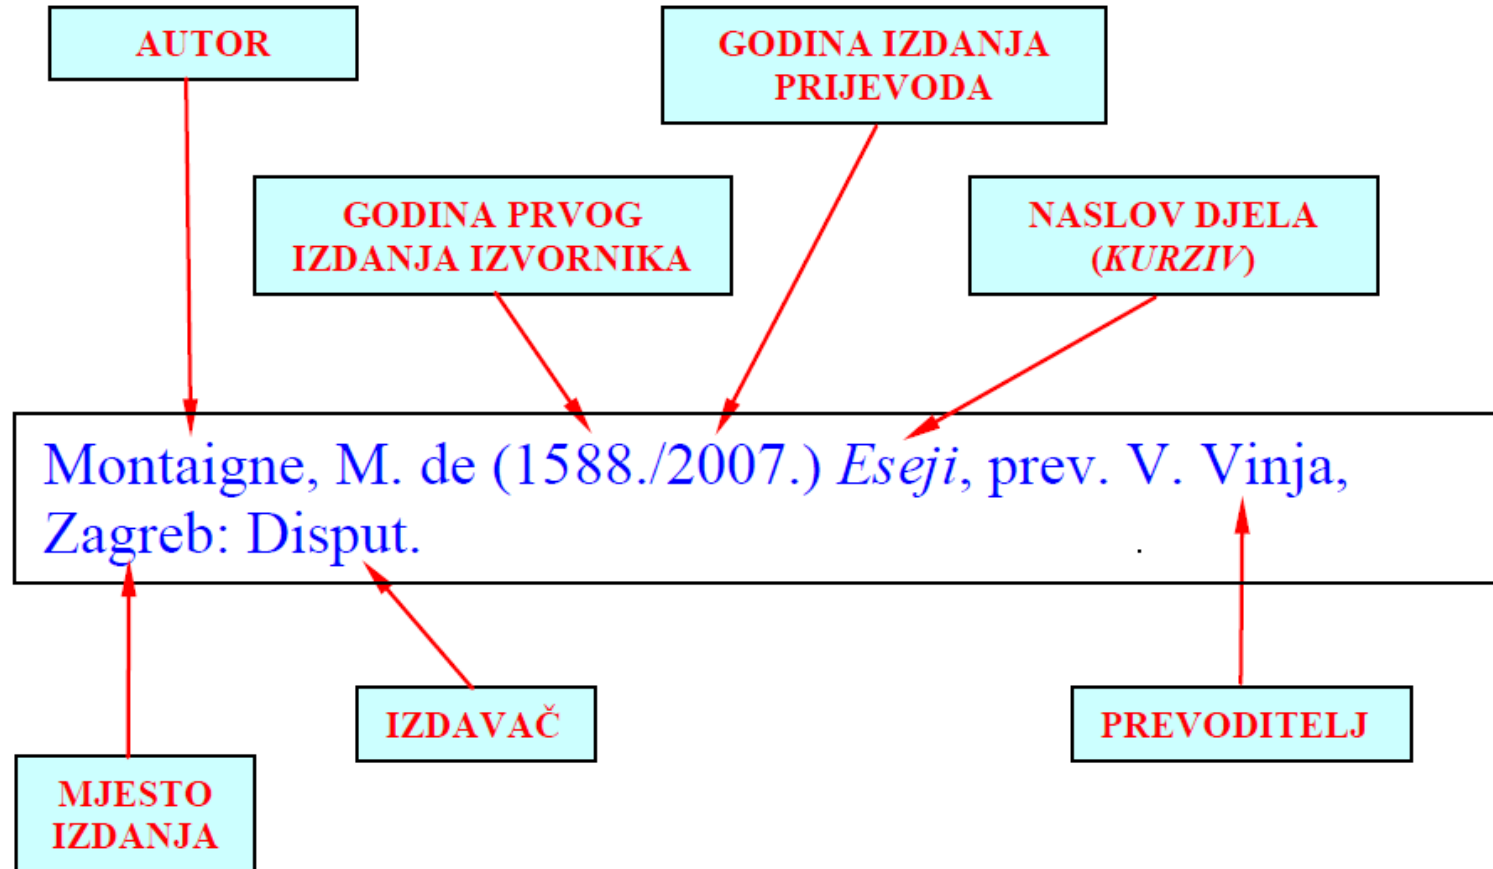 AUTOR
GODINA IZDANJA
PRIJEVODA
GODINA PRVOG
IZDANJA IZVORNIKA
NASLOV DJELA
(KURZIV)
Montaigne, M. de (1588./2007.) Eseji, prev. V. Vinja,
Zagreb: Disput.
IZDAVAČ
PREVODITELJ
MJESTO
IZDANJA